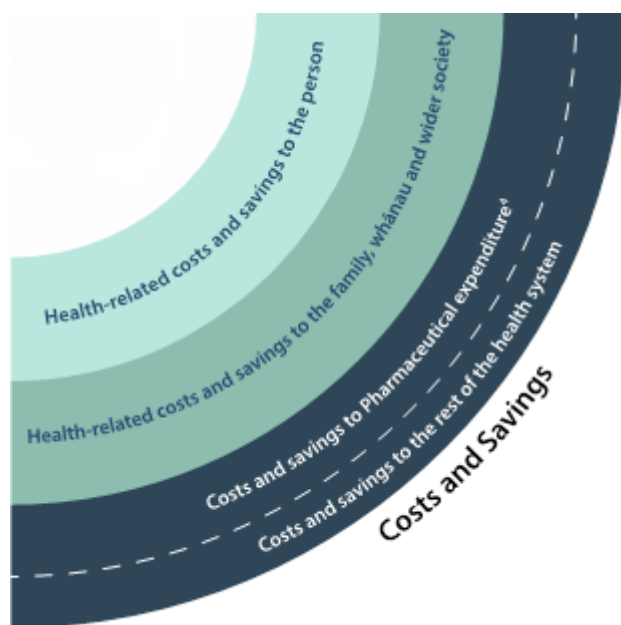 Health-related costs and savings to the person
Health-related costs and savings to the family, whānau and wider society
Costs and savings to Pharmaceutical expenditure⁴
Costs and savings to the rest of the health system
Costs and Savings